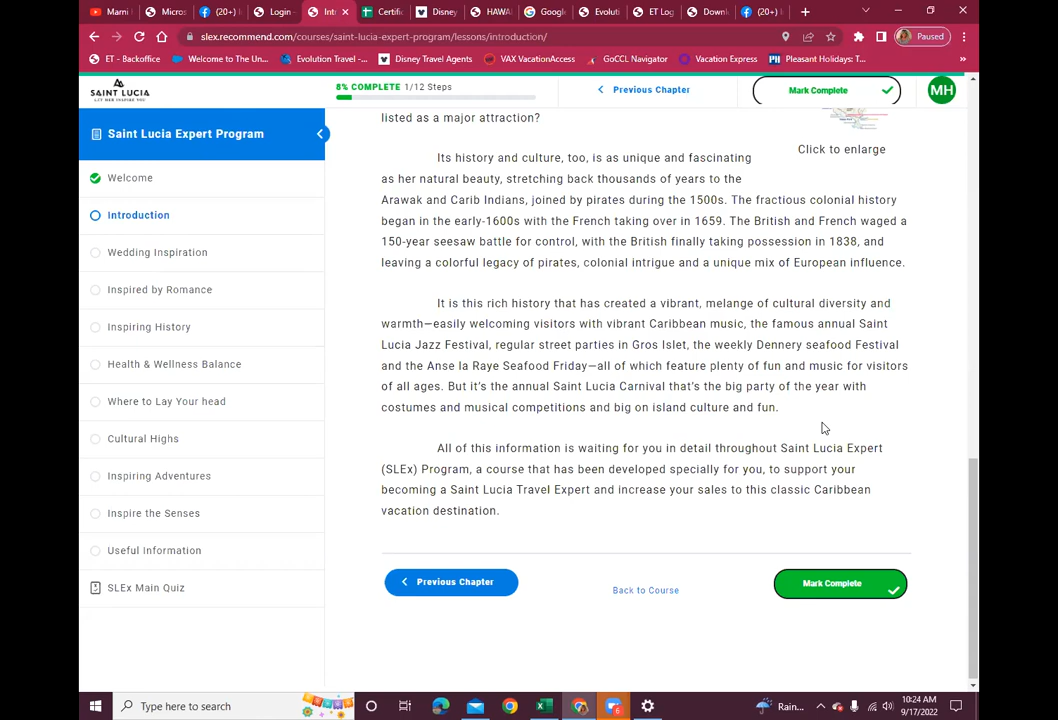 Marni
Micros
(20+)
Login -
Int
Certific
Disney
HAWAI
Google
Evoluti
ET Log
Downl
(20+)
slex.recommend.com/courses/saint-lucia-expert-program/lessons/introduction/
Paused
ET - Backoffice
Welcome to The Un...
Evolution Travel -...
Disney Travel Agents
VAX VacationAccess
GoCCL Navigator
Vacation Express
Pleasant Holidays: T...
»
SAINT LUCIA
LET HER INSPIRE YOU
8% COMPLETE 1/12 Steps
Previous Chapter
Mark Complete
MH
Saint Lucia Expert Program
Welcome
Introduction
Wedding Inspiration
Inspired by Romance
Inspiring History
Health & Wellness Balance
Where to Lay Your head
Cultural Highs
Inspiring Adventures
Inspire the Senses
Useful Information
SLEx Main Quiz
listed as a major attraction?
Click to enlarge
Its history and culture, too, is as unique and fascinating
as her natural beauty, stretching back thousands of years to the
Arawak and Carib Indians, joined by pirates during the 1500s. The fractious colonial history
began in the early-1600s with the French taking over in 1659. The British and French waged a
150-year seesaw battle for control, with the British finally taking possession in 1838, and
leaving a colorful legacy of pirates, colonial intrigue and a unique mix of European influence.
It is this rich history that has created a vibrant, melange of cultural diversity and
warmth—easily welcoming visitors with vibrant Caribbean music, the famous annual Saint
Lucia Jazz Festival, regular street parties in Gros Islet, the weekly Dennery seafood Festival
and the Anse la Raye Seafood Friday—all of which feature plenty of fun and music for visitors
of all ages. But it's the annual Saint Lucia Carnival that's the big party of the year with
costumes and musical competitions and big on island culture and fun.
All of this information is waiting for you in detail throughout Saint Lucia Expert
(SLEx) Program, a course that has been developed specially for you, to support your
becoming a Saint Lucia Travel Expert and increase your sales to this classic Caribbean
vacation destination.
Previous Chapter
Back to Course
Mark Complete
Type here to search
6
Rain...
10:24 AM
9/17/2022